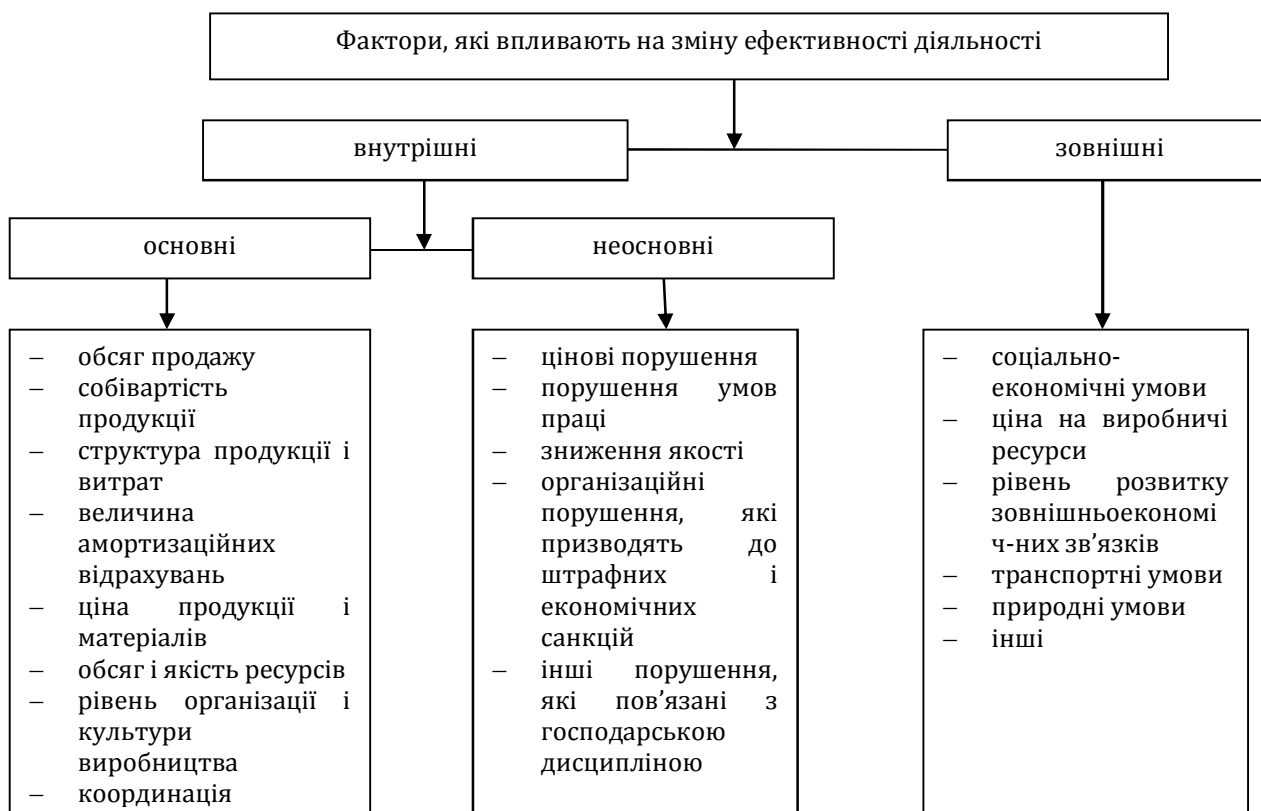 Фактори, які впливають на зміну ефективності діяльності
внутрішні
зовнішні
основні
неосновні
– обсяг продажу
– собівартість
продукції
– структура продукції і
витрат
– величина
амортизаційних
відрахувань
– ціна продукції і
матеріалів
– обсяг і якість ресурсів
– рівень організації і
культури
виробництва
– координація
– цінові порушення
– порушення умов
праці
– зниження якості
– організаційні
порушення, які
призводять до
штрафних і
економічних
санкцій
– інші порушення,
які пов’язані з
господарською
дисципліною
– соціально-
економічні умови
– ціна на виробничі
ресурси
– рівень розвитку
зовнішньоекономі
ч-них зв’язків
– транспортні умови
– природні умови
– інші